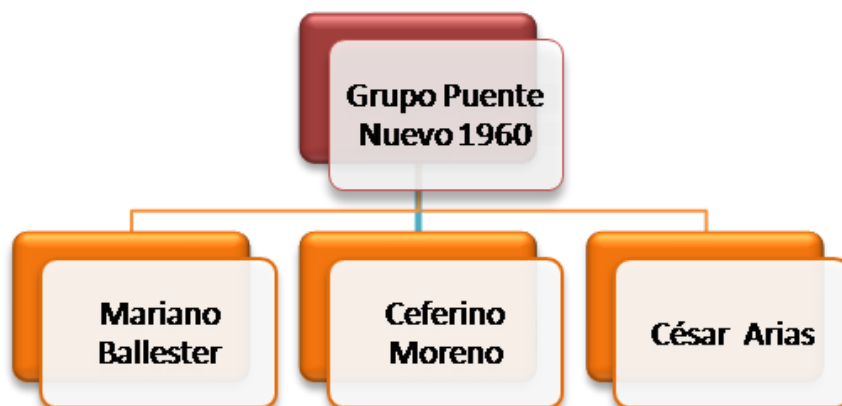 Grupo Puente
Nuevo 1960
Mariano
Ballester
Ceferino
Moreno
César Arias